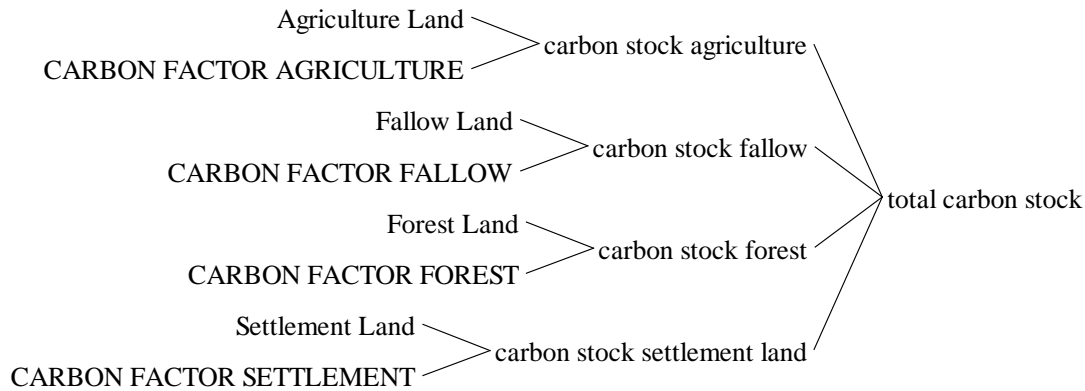 Agriculture Land
CARBON FACTOR AGRICULTURE
carbon stock agriculture
Fallow Land
CARBON FACTOR FALLOW
carbon stock fallow
Forest Land
CARBON FACTOR FOREST
carbon stock forest
Settlement Land
CARBON FACTOR SETTLEMENT
carbon stock settlement land
total carbon stock